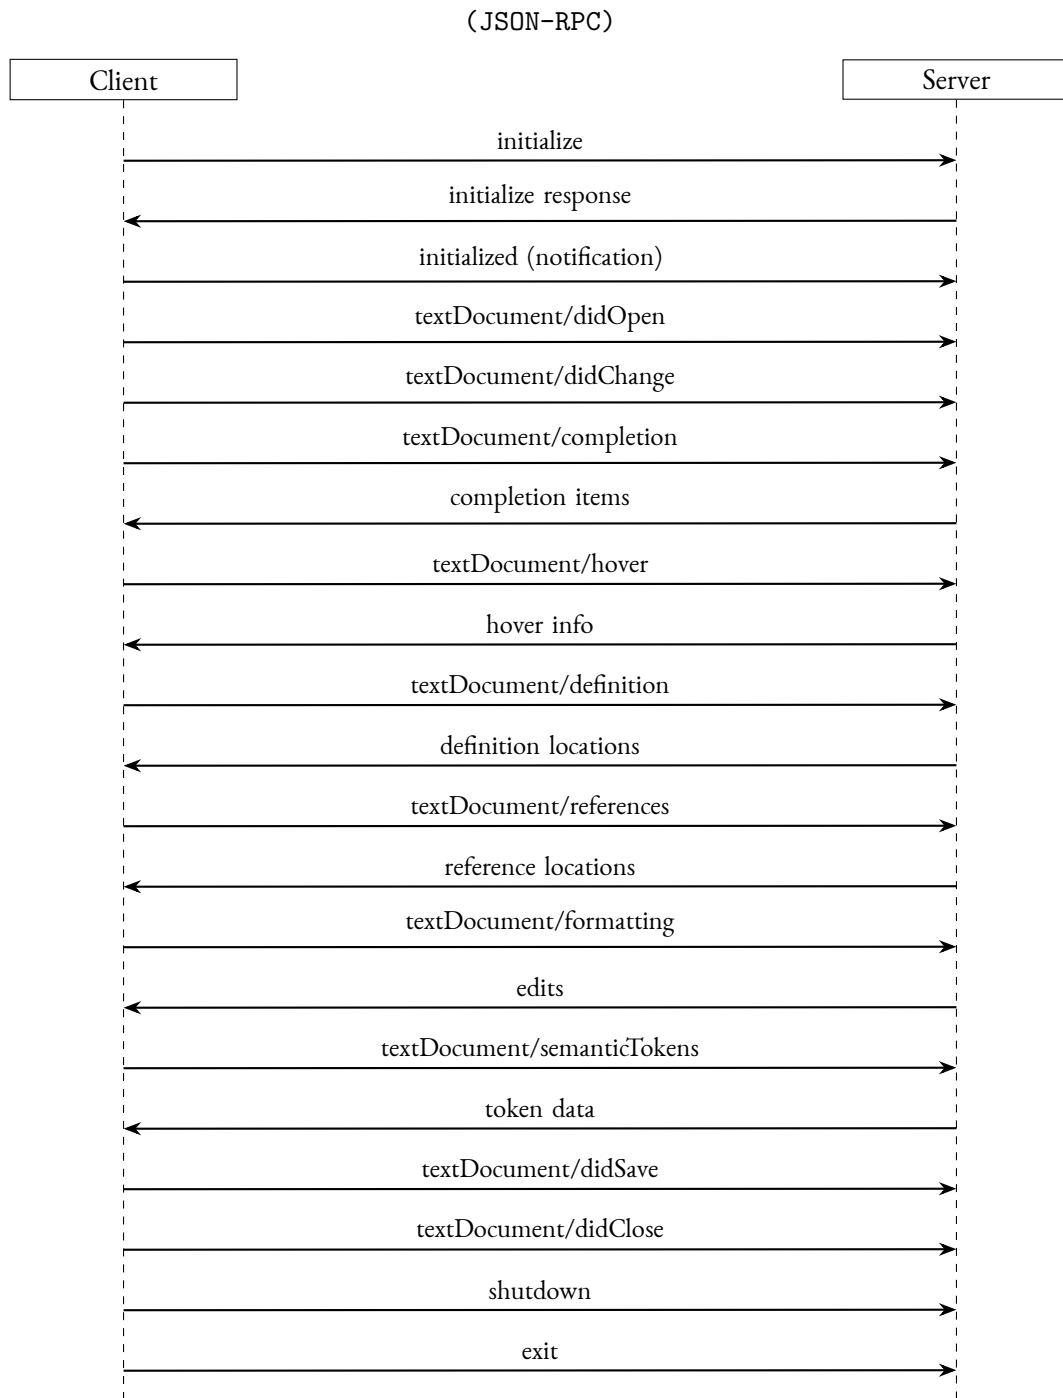 (JSON-RPC)
Client
Server
initialize
initialize response
initialized (notification)
textDocument/didOpen
textDocument/didChange
textDocument/completion
completion items
textDocument/hover
hover info
textDocument/definition
definition locations
textDocument/references
reference locations
textDocument/formatting
edits
textDocument/semanticTokens
token data
textDocument/didSave
textDocument/didClose
shutdown
exit